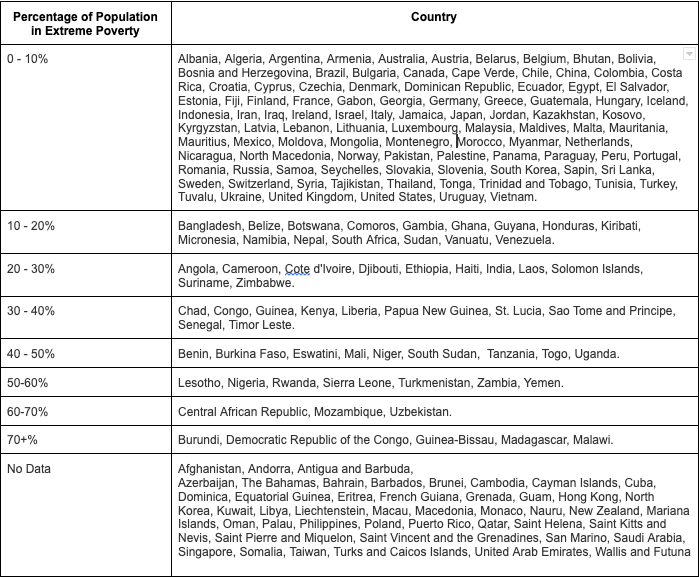 Percentage of Population
in Extreme Poverty
Country
0 - 10%
Albania, Algeria, Argentina, Armenia, Australia, Austria, Belarus, Belgium, Bhutan, Bolivia,
Bosnia and Herzegovina, Brazil, Bulgaria, Canada, Cape Verde, Chile, China, Colombia, Costa
Rica, Croatia, Cyprus, Czechia, Denmark, Dominican Republic, Ecuador, Egypt, El Salvador,
Estonia, Fiji, Finland, France, Gabon, Georgia, Germany, Greece, Guatemala, Hungary, Iceland,
Indonesia, Iran, Iraq, Ireland, Israel, Italy, Jamaica, Japan, Jordan, Kazakhstan, Kosovo,
Kyrgyzstan, Latvia, Lebanon, Lithuania, Luxembourg, Malaysia, Maldives, Malta, Mauritania,
Mauritius, Mexico, Moldova, Mongolia, Montenegro, Morocco, Myanmar, Netherlands,
Nicaragua, North Macedonia, Norway, Pakistan, Palestine, Panama, Paraguay, Peru, Portugal,
Romania, Russia, Samoa, Seychelles, Slovakia, Slovenia, South Korea, Sapin, Sri Lanka,
Sweden, Switzerland, Syria, Tajikistan, Thailand, Tonga, Trinidad and Tobago, Tunisia, Turkey,
Tuvalu, Ukraine, United Kingdom, United States, Uruguay, Vietnam.
10 - 20%
Bangladesh, Belize, Botswana, Comoros, Gambia, Ghana, Guyana, Honduras, Kiribati,
Micronesia, Namibia, Nepal, South Africa, Sudan, Vanuatu, Venezuela.
20 - 30%
Angola, Cameroon, Cote d'Ivoire, Djibouti, Ethiopia, Haiti, India, Laos, Solomon Islands,
Suriname, Zimbabwe.
30 - 40%
Chad, Congo, Guinea, Kenya, Liberia, Papua New Guinea, St. Lucia, Sao Tome and Principe,
Senegal, Timor Leste.
40 - 50%
Benin, Burkina Faso, Eswatini, Mali, Niger, South Sudan,  Tanzania, Togo, Uganda.
50-60%
Lesotho, Nigeria, Rwanda, Sierra Leone, Turkmenistan, Zambia, Yemen.
60-70%
Central African Republic, Mozambique, Uzbekistan.
70+%
Burundi, Democratic Republic of the Congo, Guinea-Bissau, Madagascar, Malawi.
No Data
Afghanistan, Andorra, Antigua and Barbuda,
Azerbaijan, The Bahamas, Bahrain, Barbados, Brunei, Cambodia, Cayman Islands, Cuba,
Dominica, Equatorial Guinea, Eritrea, French Guiana, Grenada, Guam, Hong Kong, North
Korea, Kuwait, Libya, Liechtenstein, Macau, Macedonia, Monaco, Nauru, New Zealand, Mariana
Islands, Oman, Palau, Philippines, Poland, Puerto Rico, Qatar, Saint Helena, Saint Kitts and
Nevis, Saint Pierre and Miquelon, Saint Vincent and the Grenadines, San Marino, Saudi Arabia,
Singapore, Somalia, Taiwan, Turks and Caicos Islands, United Arab Emirates, Wallis and Futuna